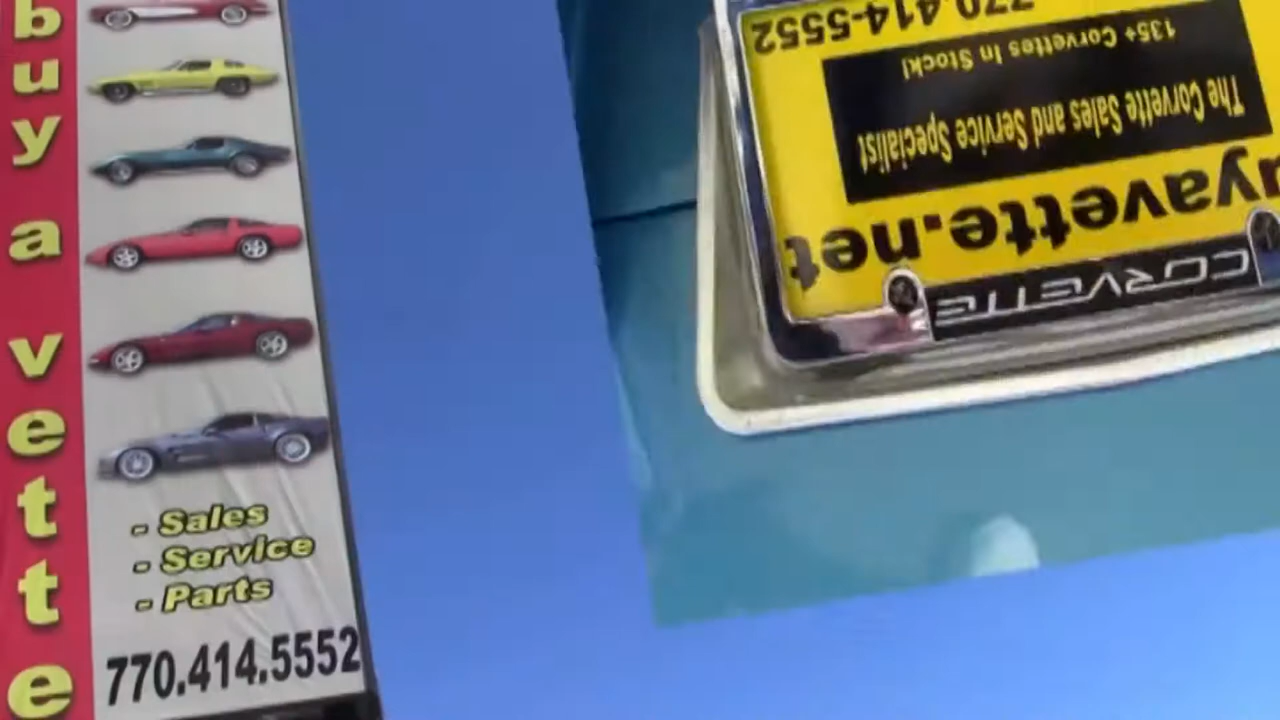 buy a vette
- Sales
- Service
- Parts
770.414.5552
CORVETTE
uyavette.net
The Corvette Sales and Service Specialist
135+ Corvettes In Stock!
770.414-5552